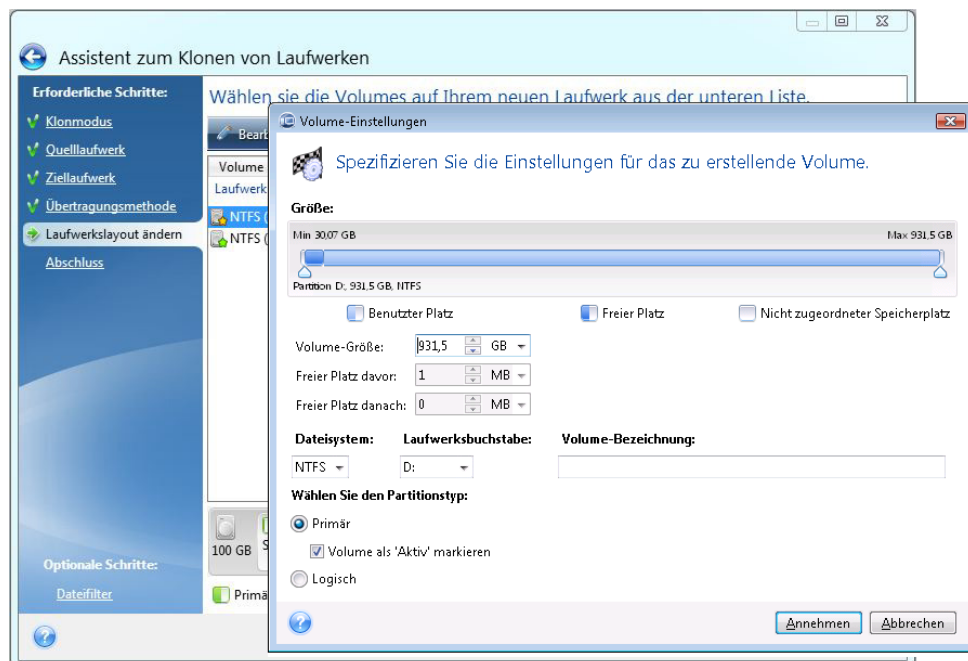 Assistent zum Klonen von Laufwerken
Erforderliche Schritte:
Klonmodus
Quelllaufwerk
Ziellaufwerk
Übertragungsmethode
Laufwerkslayout ändern
Abschluss
Optionale Schritte:
Dateifilter
Wählen sie die Volumes auf Ihrem neuen Laufwerk aus der unteren Liste.
Bearb
Volume
Laufwerk
NTFS (
NTFS (
100 GB S
Primä
Volume-Einstellungen
Spezifizieren Sie die Einstellungen für das zu erstellende Volume.
Größe:
Min 30,07 GB Max 931,5 GB
Partition D:, 931,5 GB, NTFS
Benutzter Platz Freier Platz Nicht zugeordneter Speicherplatz
Volume-Größe: 931,5 GB
Freier Platz davor: 1 MB
Freier Platz danach: 0 MB
Dateisystem: Laufwerksbuchstabe: Volume-Bezeichnung:
NTFS D:
Wählen Sie den Partitionstyp:
Primär
Volume als 'Aktiv' markieren
Logisch
Annehmen Abbrechen